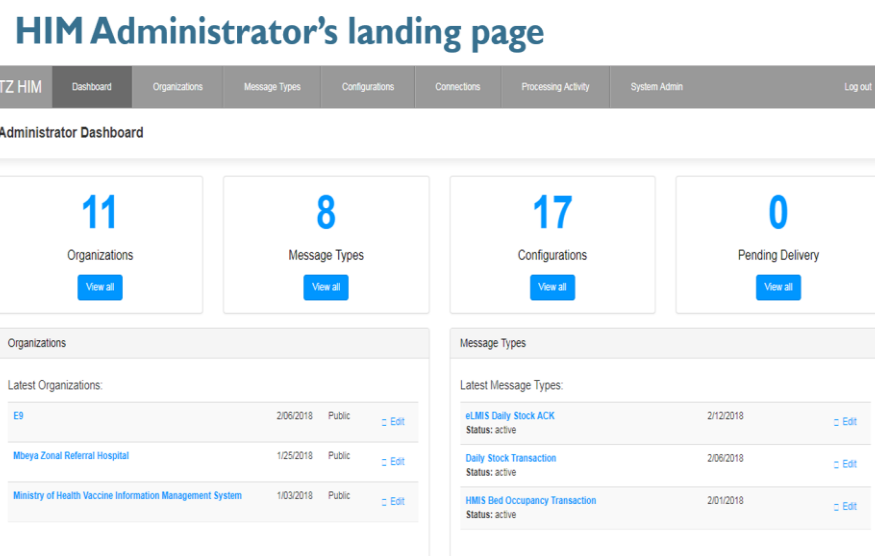 HIM Administrator's landing page
TZ HIM Dashboard Organizations Message Types Configurations Connections Processing Activity System Admin Log out
Administrator Dashboard
11 8 17 0
Organizations Message Types Configurations Pending Delivery
View all View all View all View all
Organizations
Latest Organizations:
E9 2/06/2018 Public Edit
Mbeya Zonal Referral Hospital 1/25/2018 Public Edit
Ministry of Health Vaccine Information Management System 1/03/2018 Public Edit
Message Types
Latest Message Types:
eLMIS Daily Stock ACK 2/12/2018 Edit
Status: active
Daily Stock Transaction 2/06/2018 Edit
Status: active
HMIS Bed Occupancy Transaction 2/01/2018 Edit
Status: active